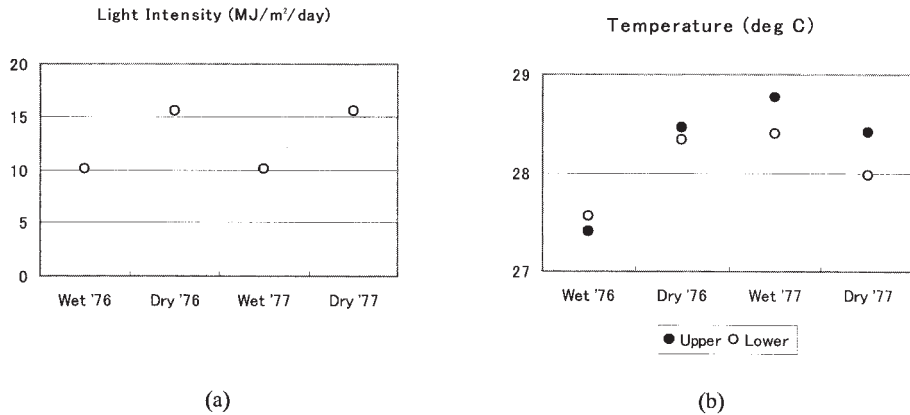 Light Intensity (MJ/m²/day)
20
15
10
5
0
Wet '76 Dry '76 Wet '77 Dry '77
(a)
Temperature (deg C)
29
28
27
Wet '76 Dry '76 Wet '77 Dry '77
Upper Lower
(b)